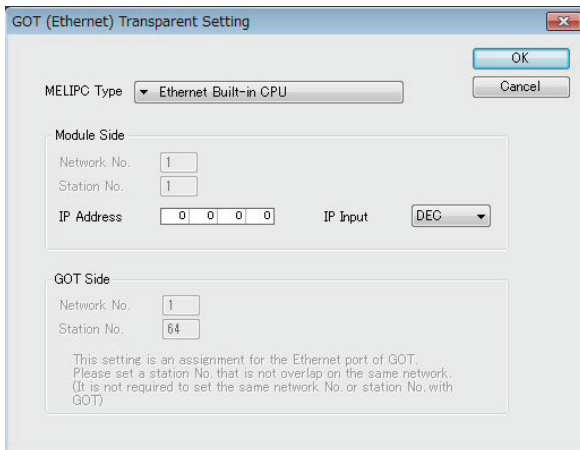 GOT (Ethernet) Transparent Setting
OK
MELIPC Type Ethernet Built-in CPU Cancel
Module Side
Network No. 1
Station No. 1
IP Address 0 0 0 0 IP Input DEC
GOT Side
Network No. 1
Station No. 64
This setting is an assignment for the Ethernet port of GOT.
Please set a station No. that is not overlap on the same network.
(It is not required to set the same network No. or station No. with
GOT)